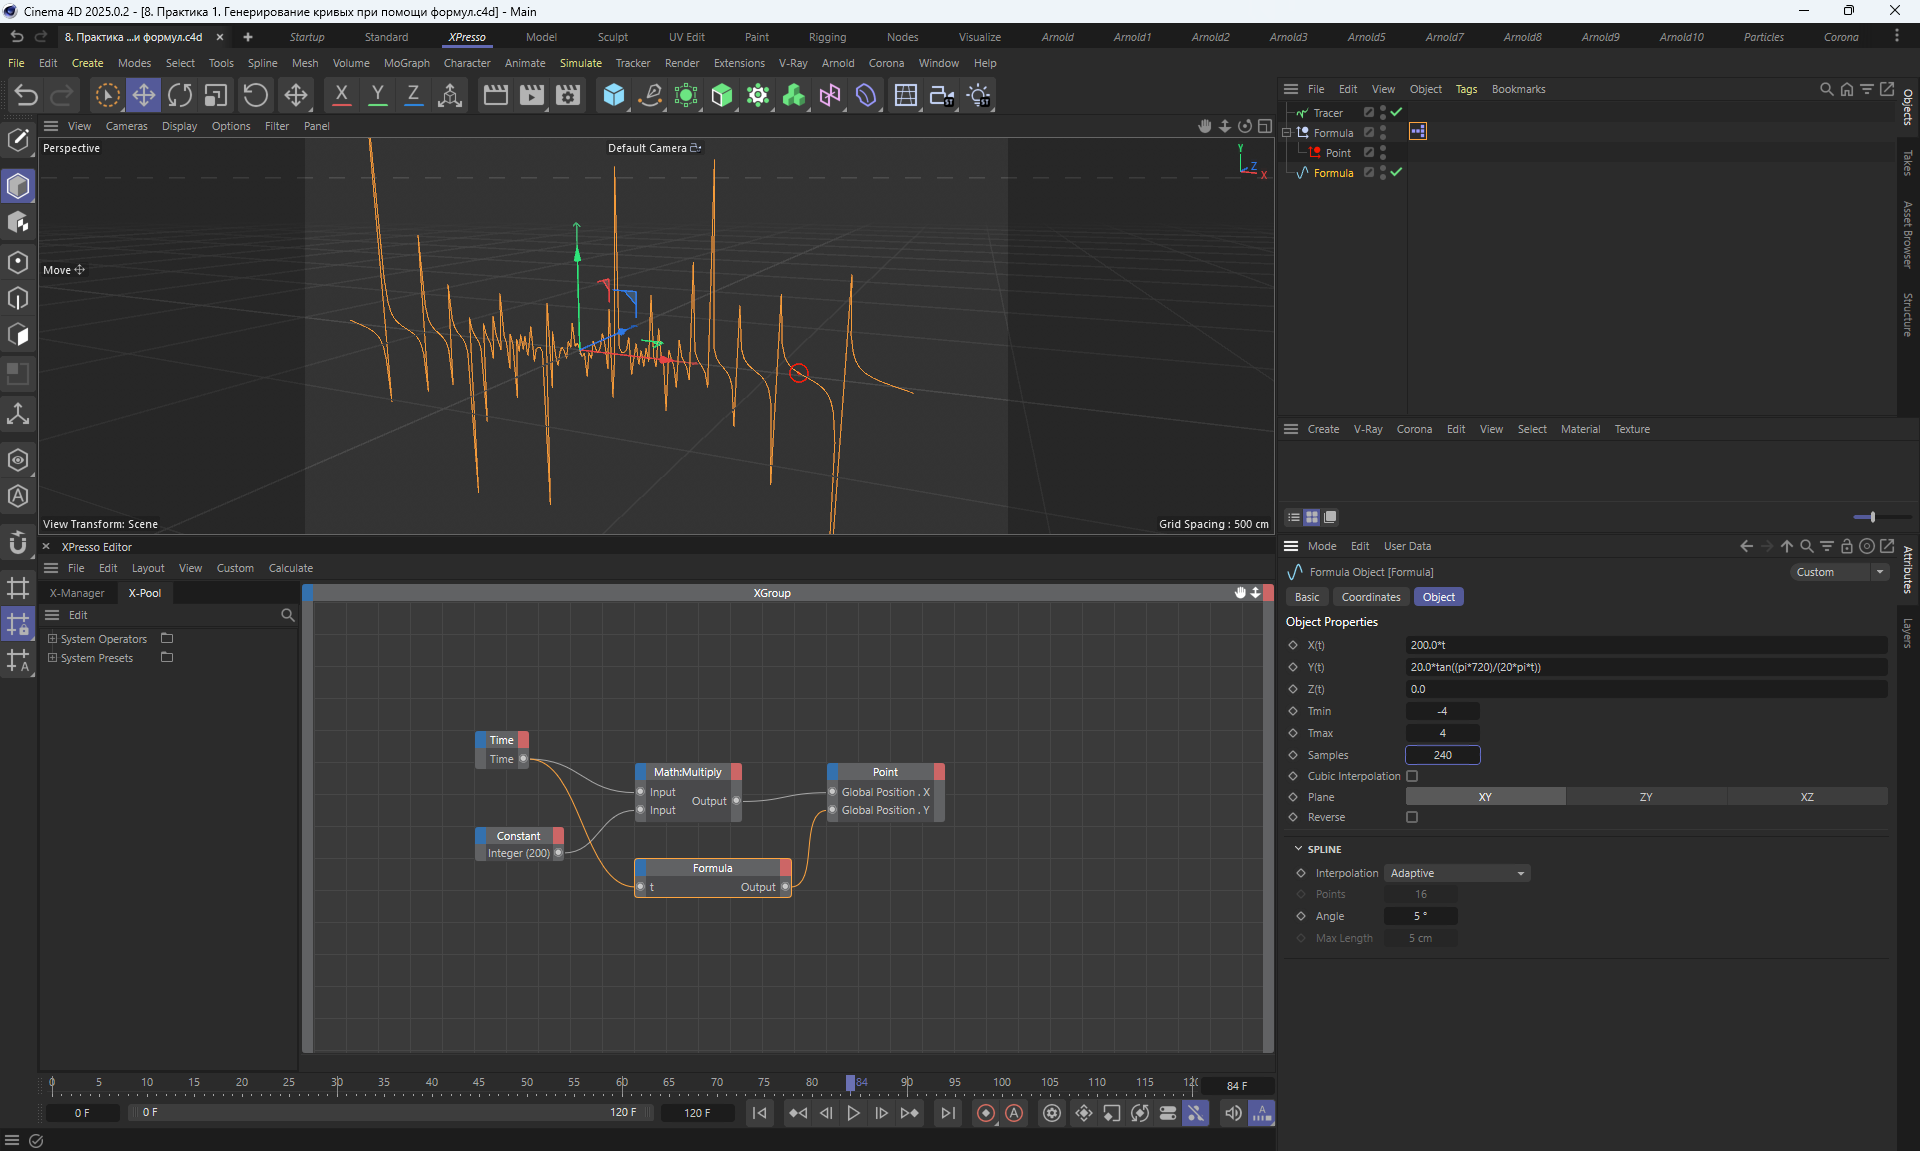 Cinema 4D 2025.0.2 - [8. Практика 1. Генерирование кривых при помощи формул.c4d] - Main
8. Практика ...и формул.c4d × + Startup Standard XPresso Model Sculpt UV Edit Paint Rigging Nodes Visualize Arnold Arnold1 Arnold2 Arnold3 Arnold5 Arnold7 Arnold8 Arnold9 Arnold10 Particles Corona
File Edit Create Modes Select Tools Spline Mesh Volume MoGraph Character Animate Simulate Tracker Render Extensions V-Ray Arnold Corona Window Help
X Y Z
ST ST
View Cameras Display Options Filter Panel
Perspective
Default Camera
Y
Z
X
Move
View Transform: Scene
Grid Spacing : 500 cm
File Edit View Object Tags Bookmarks
Tracer
Formula
Point
Formula
Objects
Takes
Asset Browser
Structure
Create V-Ray Corona Edit View Select Material Texture
XPresso Editor
File Edit Layout View Custom Calculate
X-Manager X-Pool
Edit
System Operators
System Presets
XGroup
Time
Time
Constant
Integer (200)
Math:Multiply
Input
Input
Output
Formula
t Output
Point
Global Position . X
Global Position . Y
Mode Edit User Data
Formula Object [Formula]
Custom
Basic Coordinates Object
Object Properties
X(t) 200.0*t
Y(t) 20.0*tan((pi*720)/(20*pi*t))
Z(t) 0.0
Tmin -4
Tmax 4
Samples 240
Cubic Interpolation
Plane XY ZY XZ
Reverse
SPLINE
Interpolation Adaptive
Points 16
Angle 5 °
Max Length 5 cm
Attributes
Layers
0 5 10 15 20 25 30 35 40 45 50 55 60 65 70 75 80 84 90 95 100 105 110 115 12 84 F
0 F 0 F 120 F 120 F